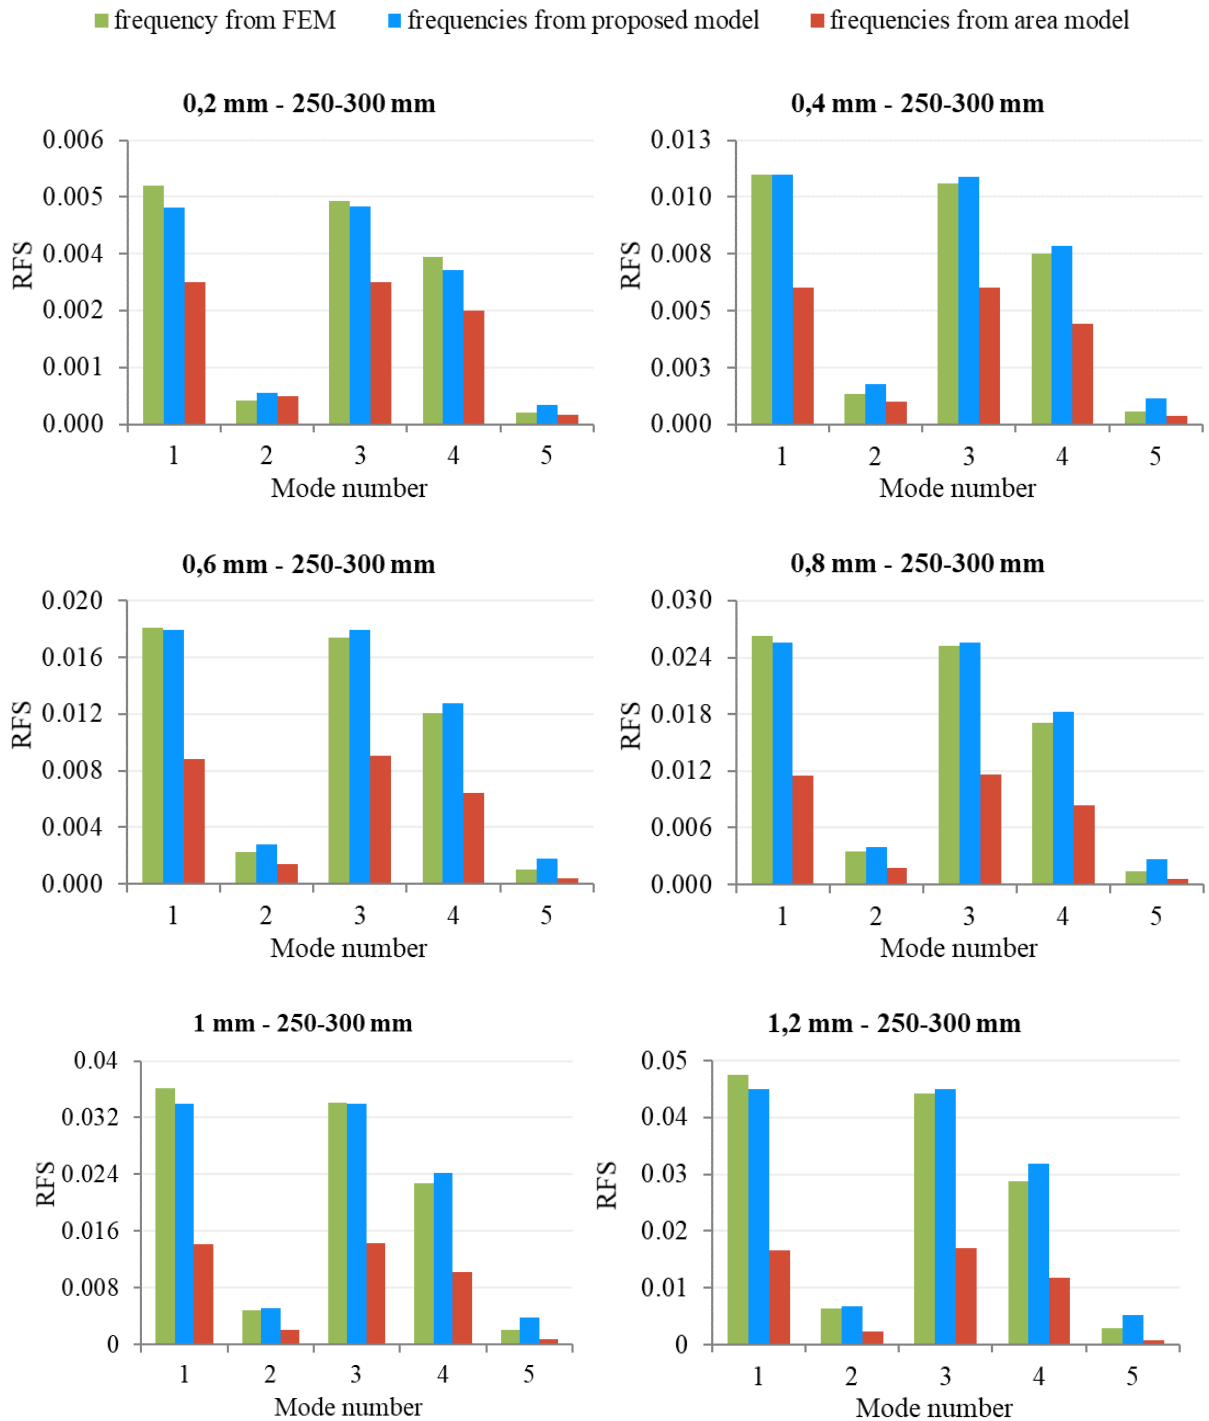 frequency from FEM frequencies from proposed model frequencies from area model
0,2 mm - 250-300 mm
0.006
0.005
0.004
0.002
0.001
0.000
RFS
1 2 3 4 5
Mode number
0,4 mm - 250-300 mm
0.013
0.010
0.008
0.005
0.003
0.000
RFS
1 2 3 4 5
Mode number
0,6 mm - 250-300 mm
0.020
0.016
0.012
0.008
0.004
0.000
RFS
1 2 3 4 5
Mode number
0,8 mm - 250-300 mm
0.030
0.024
0.018
0.012
0.006
0.000
RFS
1 2 3 4 5
Mode number
1 mm - 250-300 mm
0.04
0.032
0.024
0.016
0.008
0
RFS
1 2 3 4 5
Mode number
1,2 mm - 250-300 mm
0.05
0.04
0.03
0.02
0.01
0
RFS
1 2 3 4 5
Mode number